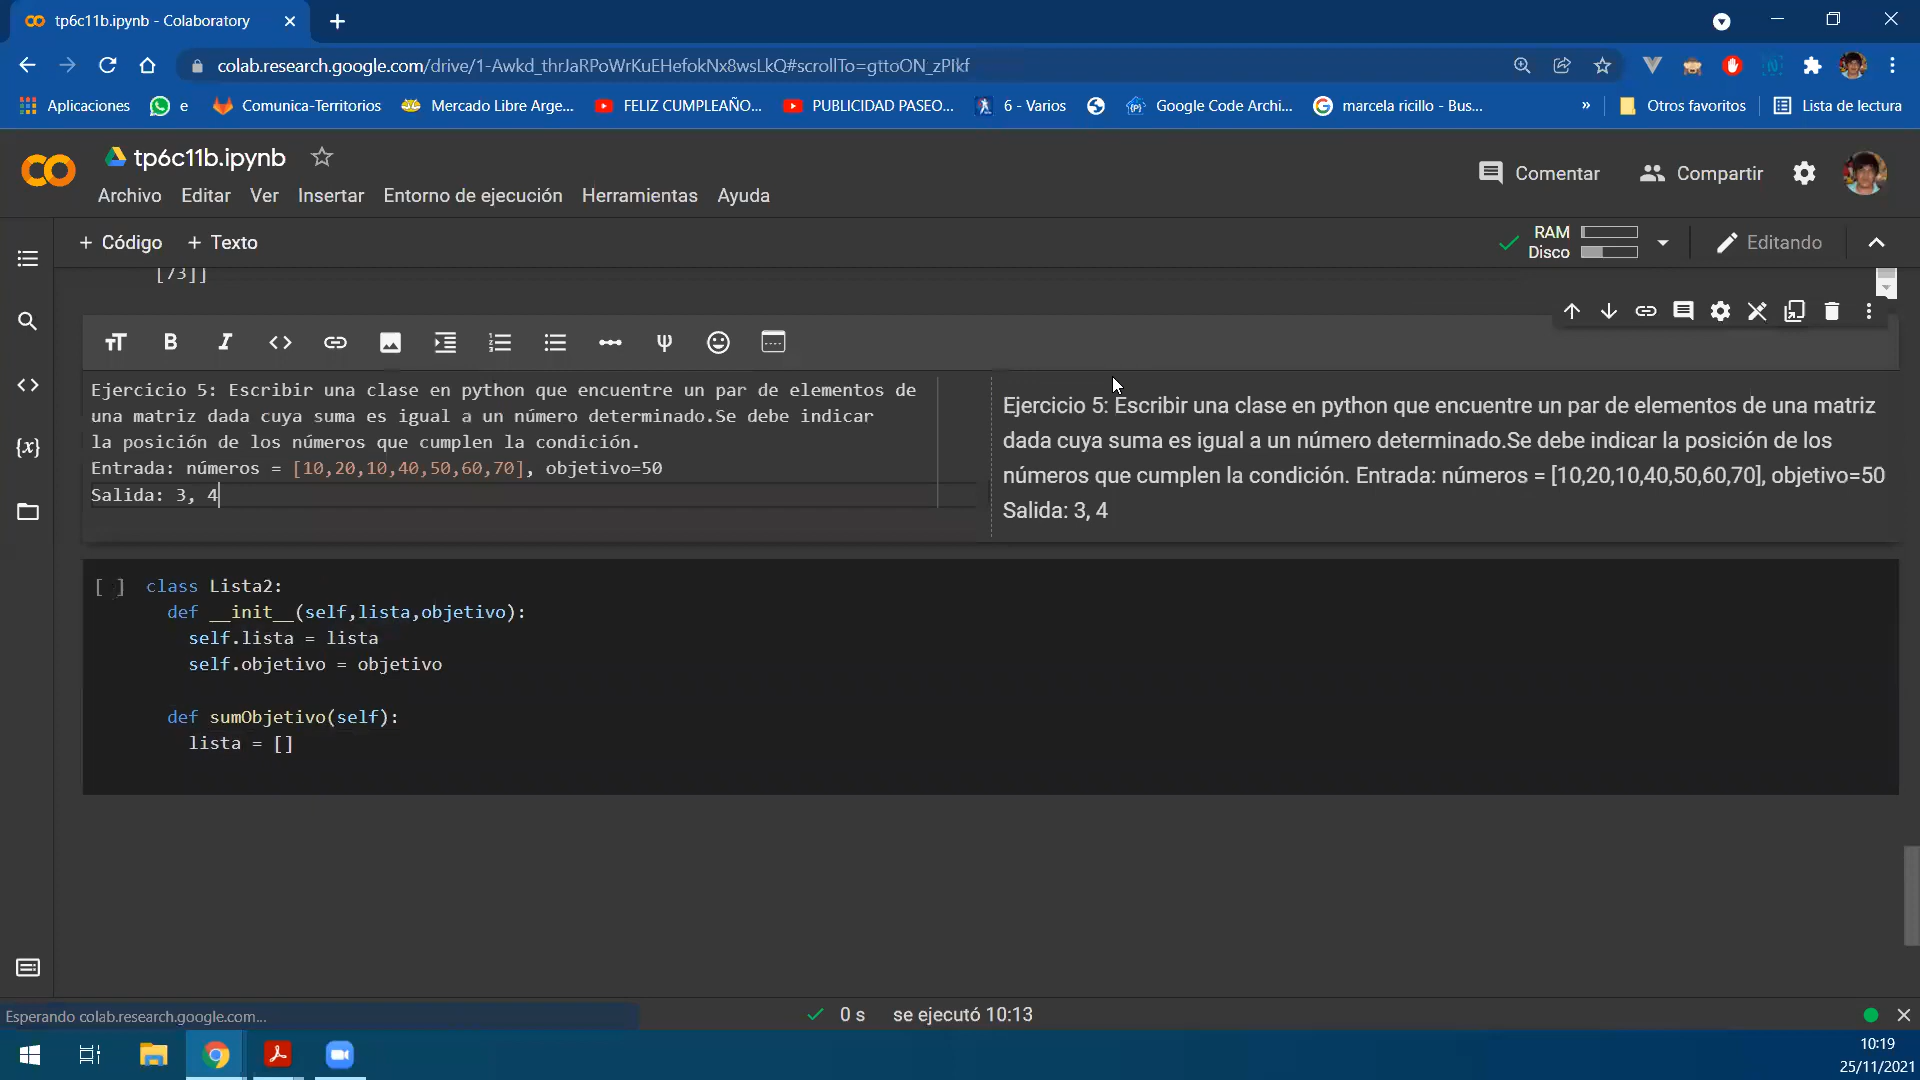 tp6c11b.ipynb - Colaboratory
colab.research.google.com/drive/1-Awkd_thrJaRPoWrKuEHefokNx8wsLkQ#scrollTo=gttoON_zPIkf
Aplicaciones e Comunica-Territorios Mercado Libre Arge... FELIZ CUMPLEAÑO... PUBLICIDAD PASEO... 6 - Varios Google Code Archi... marcela ricillo - Bus... » Otros favoritos Lista de lectura
tp6c11b.ipynb
Comentar Compartir
Archivo Editar Ver Insertar Entorno de ejecución Herramientas Ayuda
+ Código + Texto
RAM
Disco
Editando
[73]]
Ejercicio 5: Escribir una clase en python que encuentre un par de elementos de
una matriz dada cuya suma es igual a un número determinado.Se debe indicar
la posición de los números que cumplen la condición.
Entrada: números = [10,20,10,40,50,60,70], objetivo=50
Salida: 3, 4
Ejercicio 5: Escribir una clase en python que encuentre un par de elementos de una matriz
dada cuya suma es igual a un número determinado.Se debe indicar la posición de los
números que cumplen la condición. Entrada: números = [10,20,10,40,50,60,70], objetivo=50
Salida: 3, 4
[ ] class Lista2:
def __init__(self,lista,objetivo):
self.lista = lista
self.objetivo = objetivo
def sumObjetivo(self):
lista = []
Esperando colab.research.google.com...
0 s se ejecutó 10:13
10:19
25/11/2021